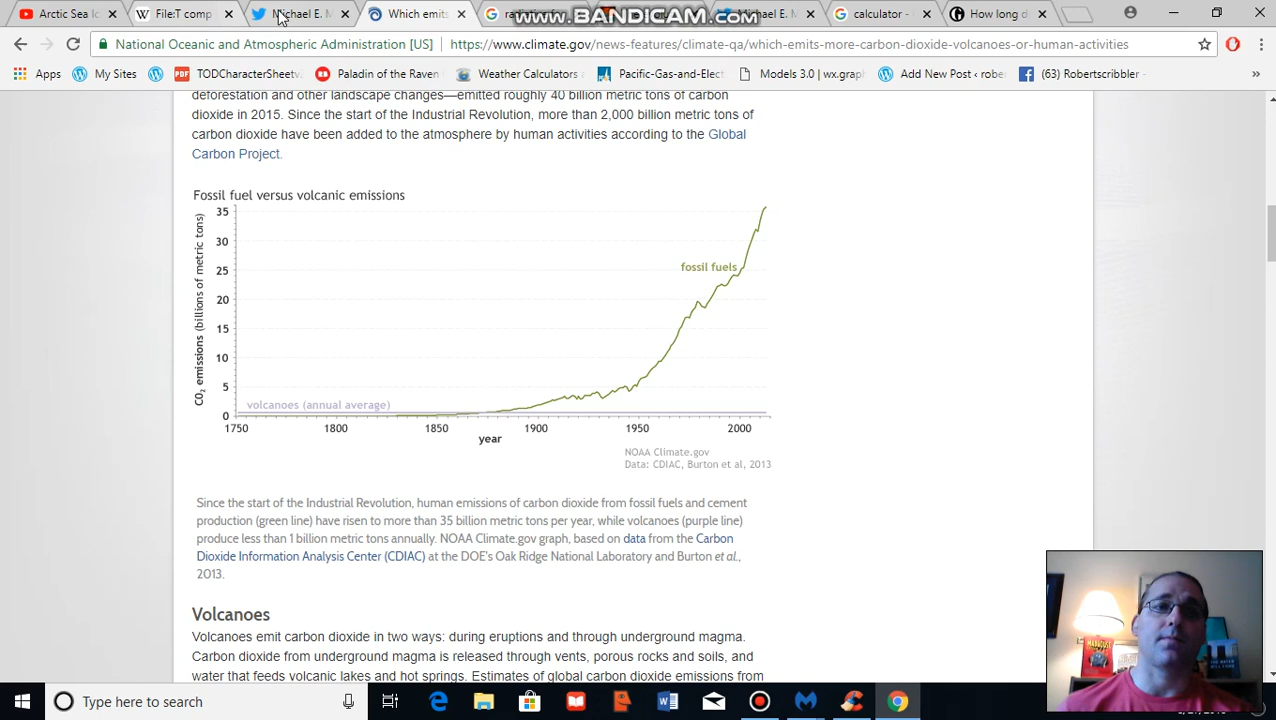 Arctic Sea Ic
File:T comp
Michael E. M
Which emits
www.BANDICAM.com
Michael E. M
calculator -
How long d
National Oceanic and Atmospheric Administration [US]
https://www.climate.gov/news-features/climate-qa/which-emits-more-carbon-dioxide-volcanoes-or-human-activities
Apps
My Sites
TODCharacterSheetv
Paladin of the Raven
Weather Calculators
Pacific-Gas-and-Elec
Models 3.0 | wx.graph
Add New Post ‹ rober
(63) Robertscribbler -
»
deforestation and other landscape changes—emitted roughly 40 billion metric tons of carbon
dioxide in 2015. Since the start of the Industrial Revolution, more than 2,000 billion metric tons of
carbon dioxide have been added to the atmosphere by human activities according to the Global
Carbon Project.
Fossil fuel versus volcanic emissions
CO2 emissions (billions of metric tons)
35
30
25
20
15
10
5
0
fossil fuels
volcanoes (annual average)
1750
1800
1850
1900
1950
2000
year
NOAA Climate.gov
Data: CDIAC, Burton et al, 2013
Since the start of the Industrial Revolution, human emissions of carbon dioxide from fossil fuels and cement
production (green line) have risen to more than 35 billion metric tons per year, while volcanoes (purple line)
produce less than 1 billion metric tons annually. NOAA Climate.gov graph, based on data from the Carbon
Dioxide Information Analysis Center (CDIAC) at the DOE's Oak Ridge National Laboratory and Burton et al.,
2013.
Volcanoes
Volcanoes emit carbon dioxide in two ways: during eruptions and through underground magma.
Carbon dioxide from underground magma is released through vents, porous rocks and soils, and
water that feeds volcanic lakes and hot springs. Estimates of global carbon dioxide emissions from
Type here to search